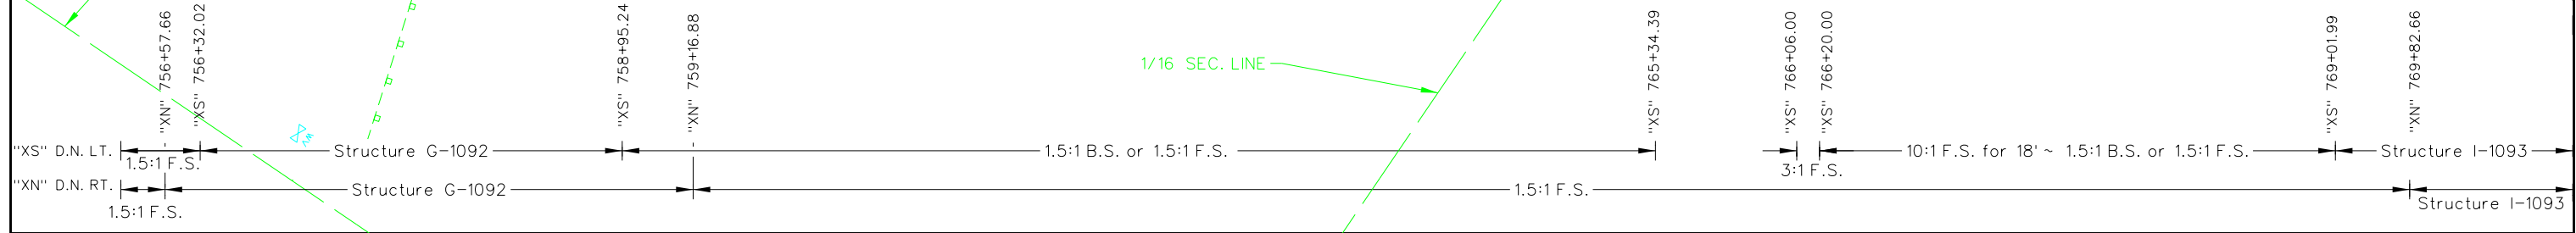 "XN" 756+57.66
"XS" 756+32.02
"XS" 758+95.24
"XN" 759+16.88
1/16 SEC. LINE
"XS" 765+34.39
"XS" 766+06.00
"XS" 766+20.00
"XS" 769+01.99
"XN" 769+82.66
"XS" D.N. LT.
1.5:1 F.S.
Structure G-1092
1.5:1 B.S. or 1.5:1 F.S.
3:1 F.S.
10:1 F.S. for 18' ~ 1.5:1 B.S. or 1.5:1 F.S.
Structure I-1093
"XN" D.N. RT.
1.5:1 F.S.
Structure G-1092
1.5:1 F.S.
Structure I-1093